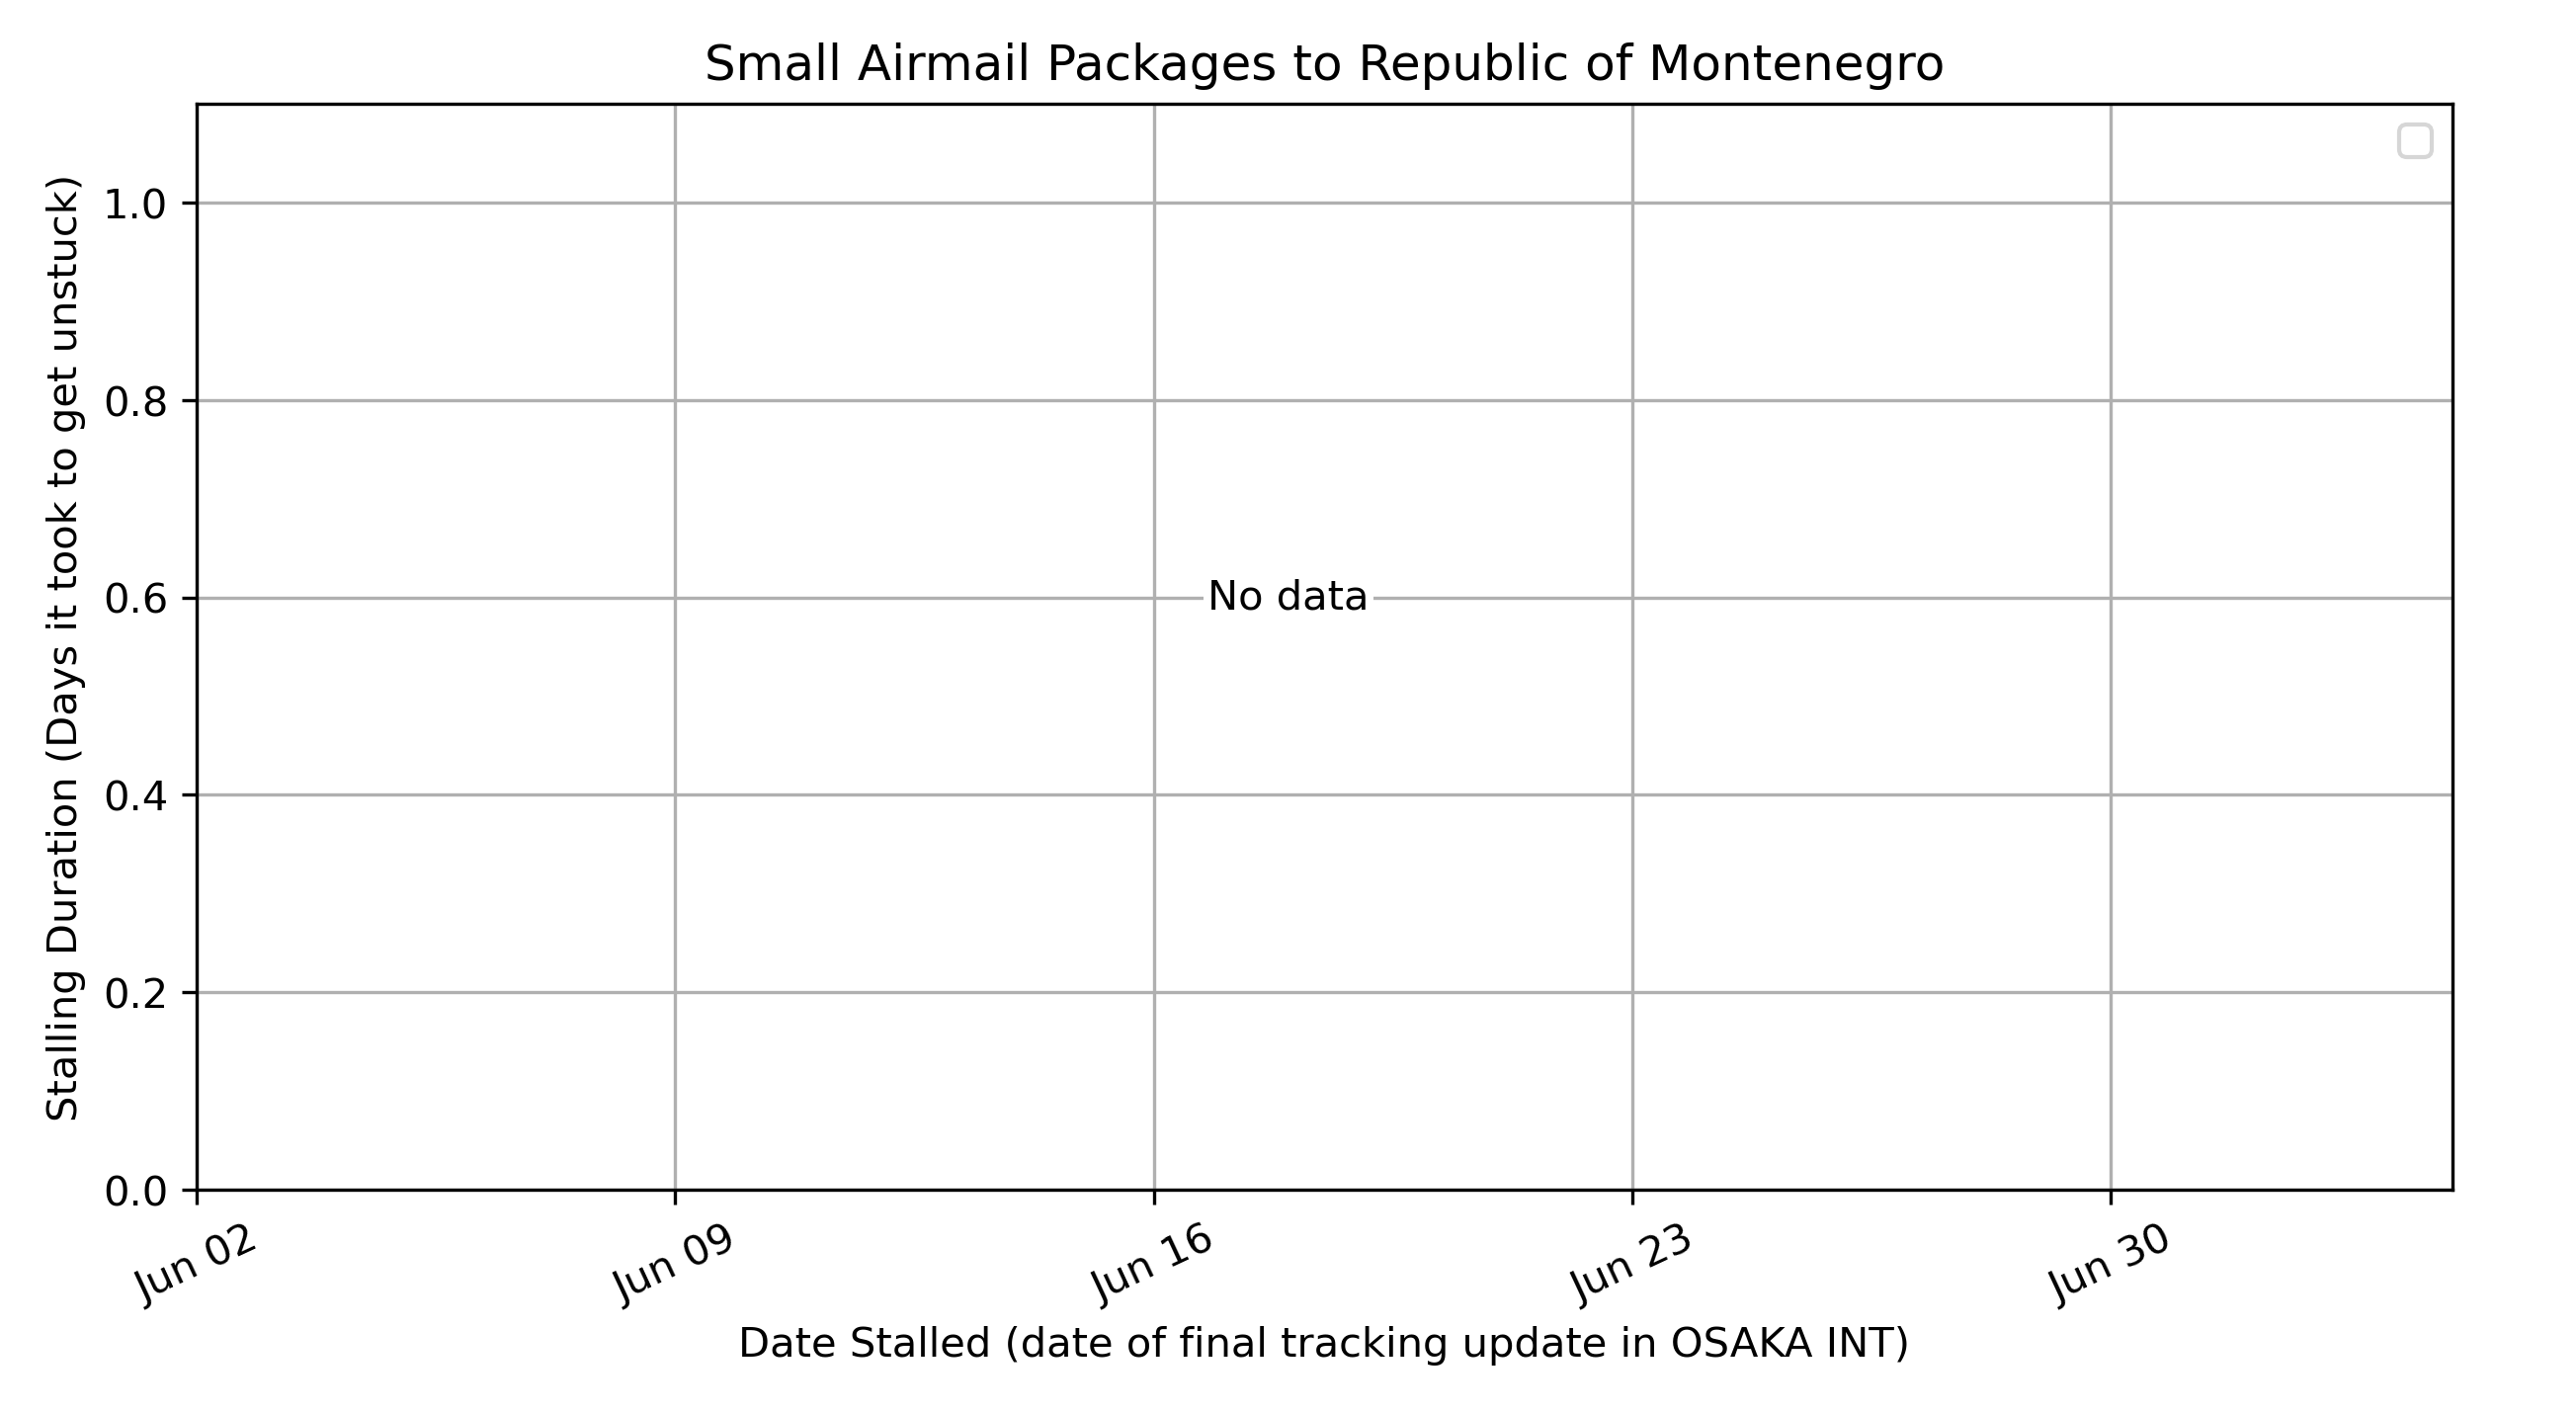 Small Airmail Packages to Republic of Montenegro
Stalling Duration (Days it took to get unstuck)
1.0
0.8
0.6
0.4
0.2
0.0
No data
Jun 02
Jun 09
Jun 16
Jun 23
Jun 30
Date Stalled (date of final tracking update in OSAKA INT)